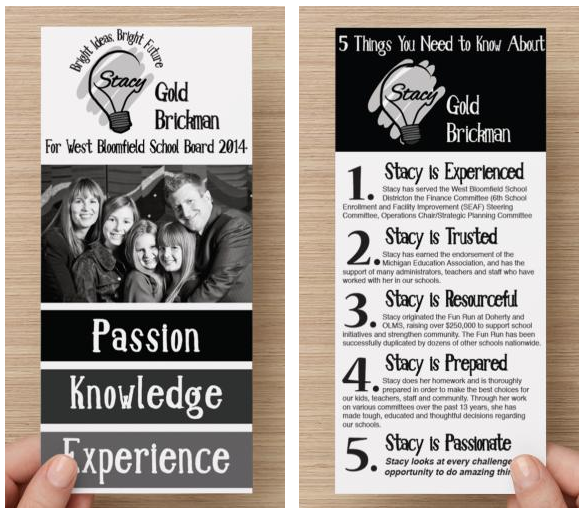 Bright Ideas, Bright Future
Stacy
Gold
Brickman
For West Bloomfield School Board 2014
Passion
Knowledge
Experience
5 Things You Need to Know About
Stacy
Gold
Brickman
1. Stacy is Experienced
Stacy has served the West Bloomfield School
Districton the Finance Committee (6th School
Enrollment and Facility Improvement (SEAF) Steering
Committee, Operations Chair/Strategic Planning Committee
2. Stacy is Trusted
Stacy has earned the endorsement of the
Michigan Education Association, and has the
support of many administrators, teachers and staff who have
worked with her in our schools.
3. Stacy is Resourceful
Stacy originated the Fun Run at Doherty and
OLMS, raising over $250,000 to support school
initiatives and strengthen community. The Fun Run has been
successfully duplicated by dozens of other schools nationwide.
4. Stacy is Prepared
Stacy does her homework and is thoroughly
prepared in order to make the best choices for
our kids, teachers, staff and community. Through her work
on various committees over the past 13 years, she has
made tough, educated and thoughtful decisions regarding
our schools.
5. Stacy is Passionate
Stacy looks at every challenge
opportunity to do amazing